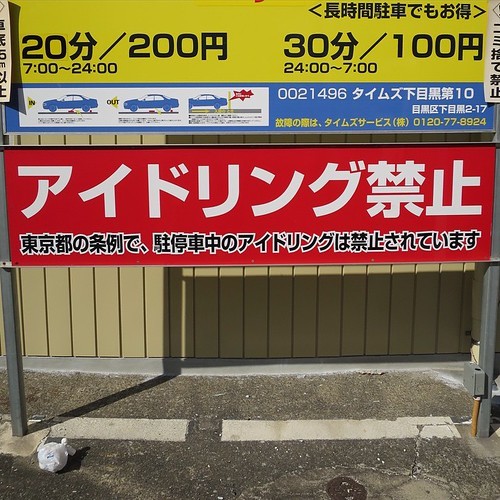 ＜長時間駐車でもお得＞
20分／200円
7:00〜24:00
30分／100円
24:00〜7:00
IN
OUT
0021496 タイムズ下目黒第10
目黒区下目黒2-17
故障の際は、タイムズサービス(株) 0120-77-8924
アイドリング禁止
東京都の条例で、駐停車中のアイドリングは禁止されています